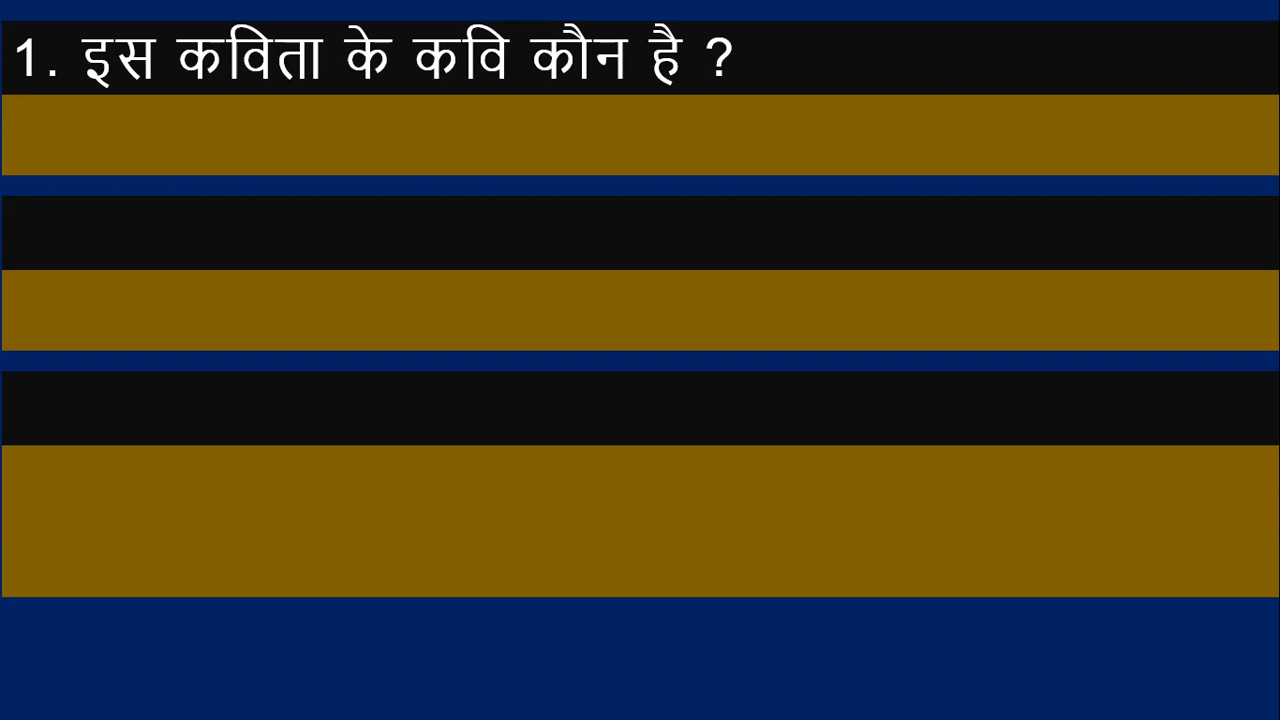 1. इस कविता के कवि कौन है ?